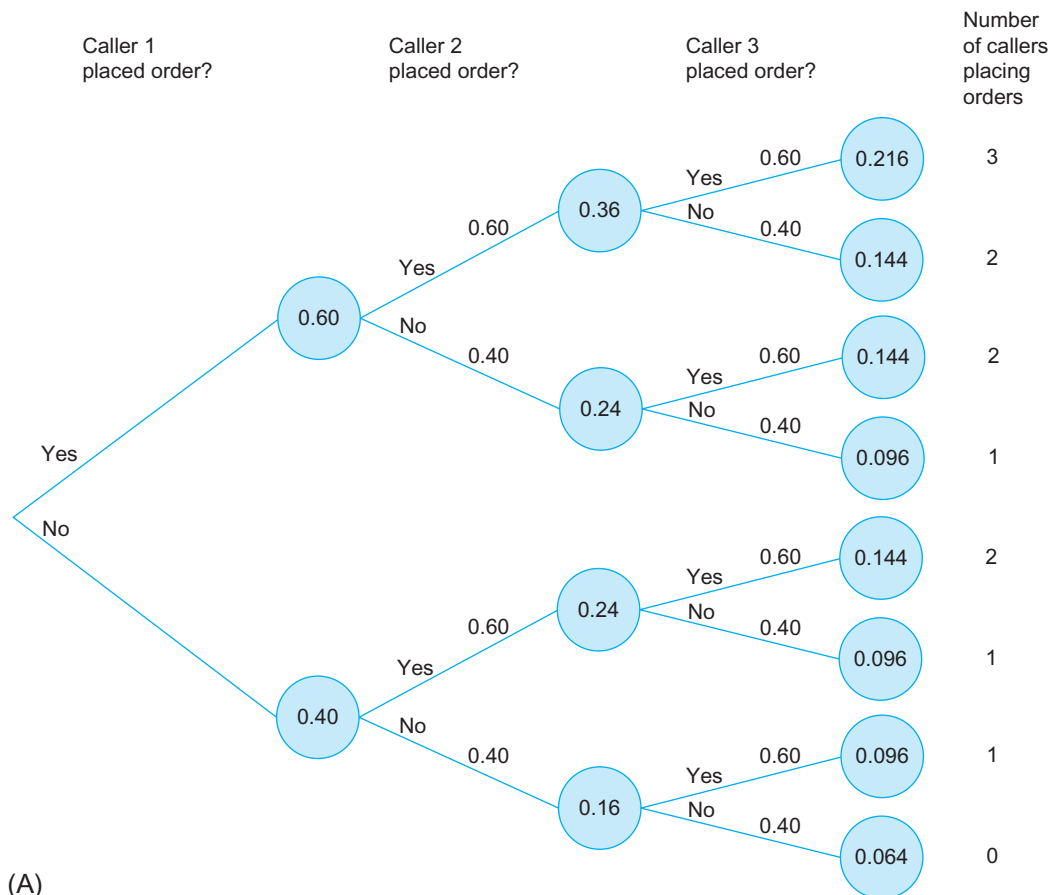 Number
of callers
placing
orders
Caller 1
placed order?
Caller 2
placed order?
Caller 3
placed order?
0.60
0.216
3
Yes
0.36
No
0.60
0.40
0.144
2
Yes
0.60
No
0.60
0.144
2
0.40
Yes
0.24
No
0.40
0.096
1
Yes
No
0.60
0.144
2
Yes
0.24
No
0.60
0.40
0.096
1
Yes
0.40
No
0.60
0.096
1
0.40
Yes
0.16
No
0.40
0.064
0
(A)